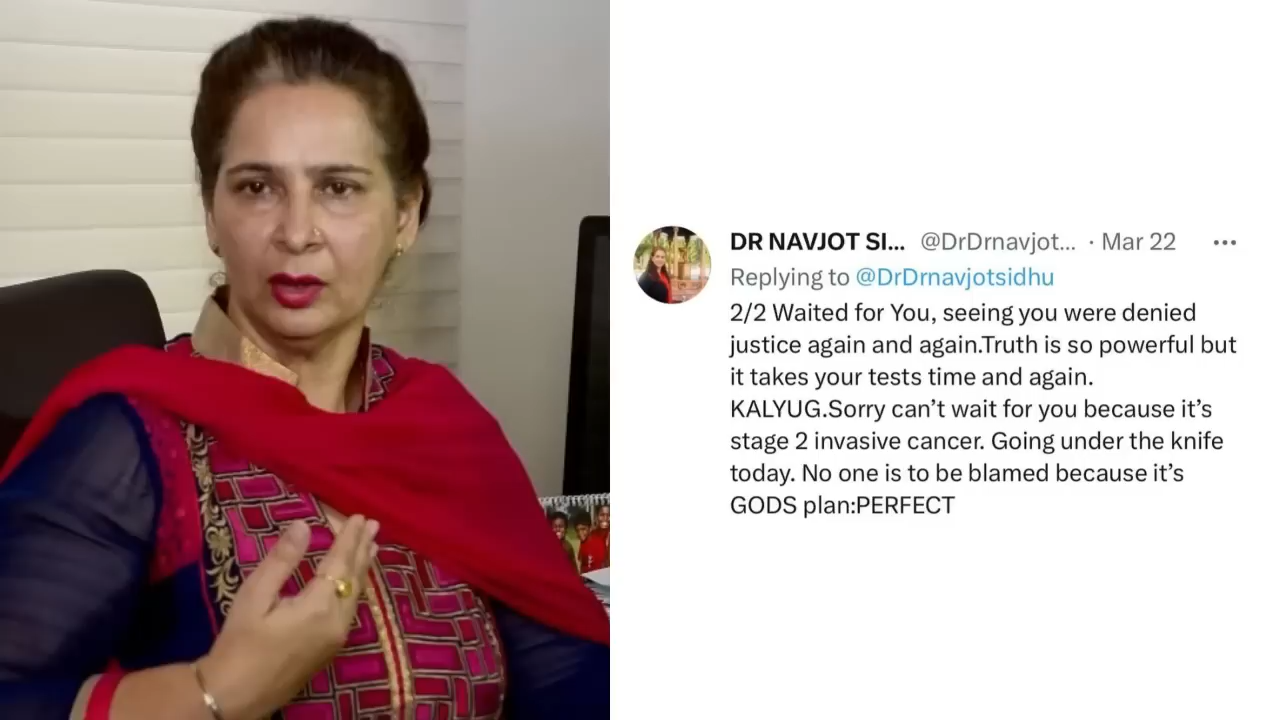 DR NAVJOT SI... @DrDrnavjot... · Mar 22 ...
Replying to @DrDrnavjotsidhu
2/2 Waited for You, seeing you were denied
justice again and again.Truth is so powerful but
it takes your tests time and again.
KALYUG.Sorry can’t wait for you because it’s
stage 2 invasive cancer. Going under the knife
today. No one is to be blamed because it’s
GODS plan:PERFECT